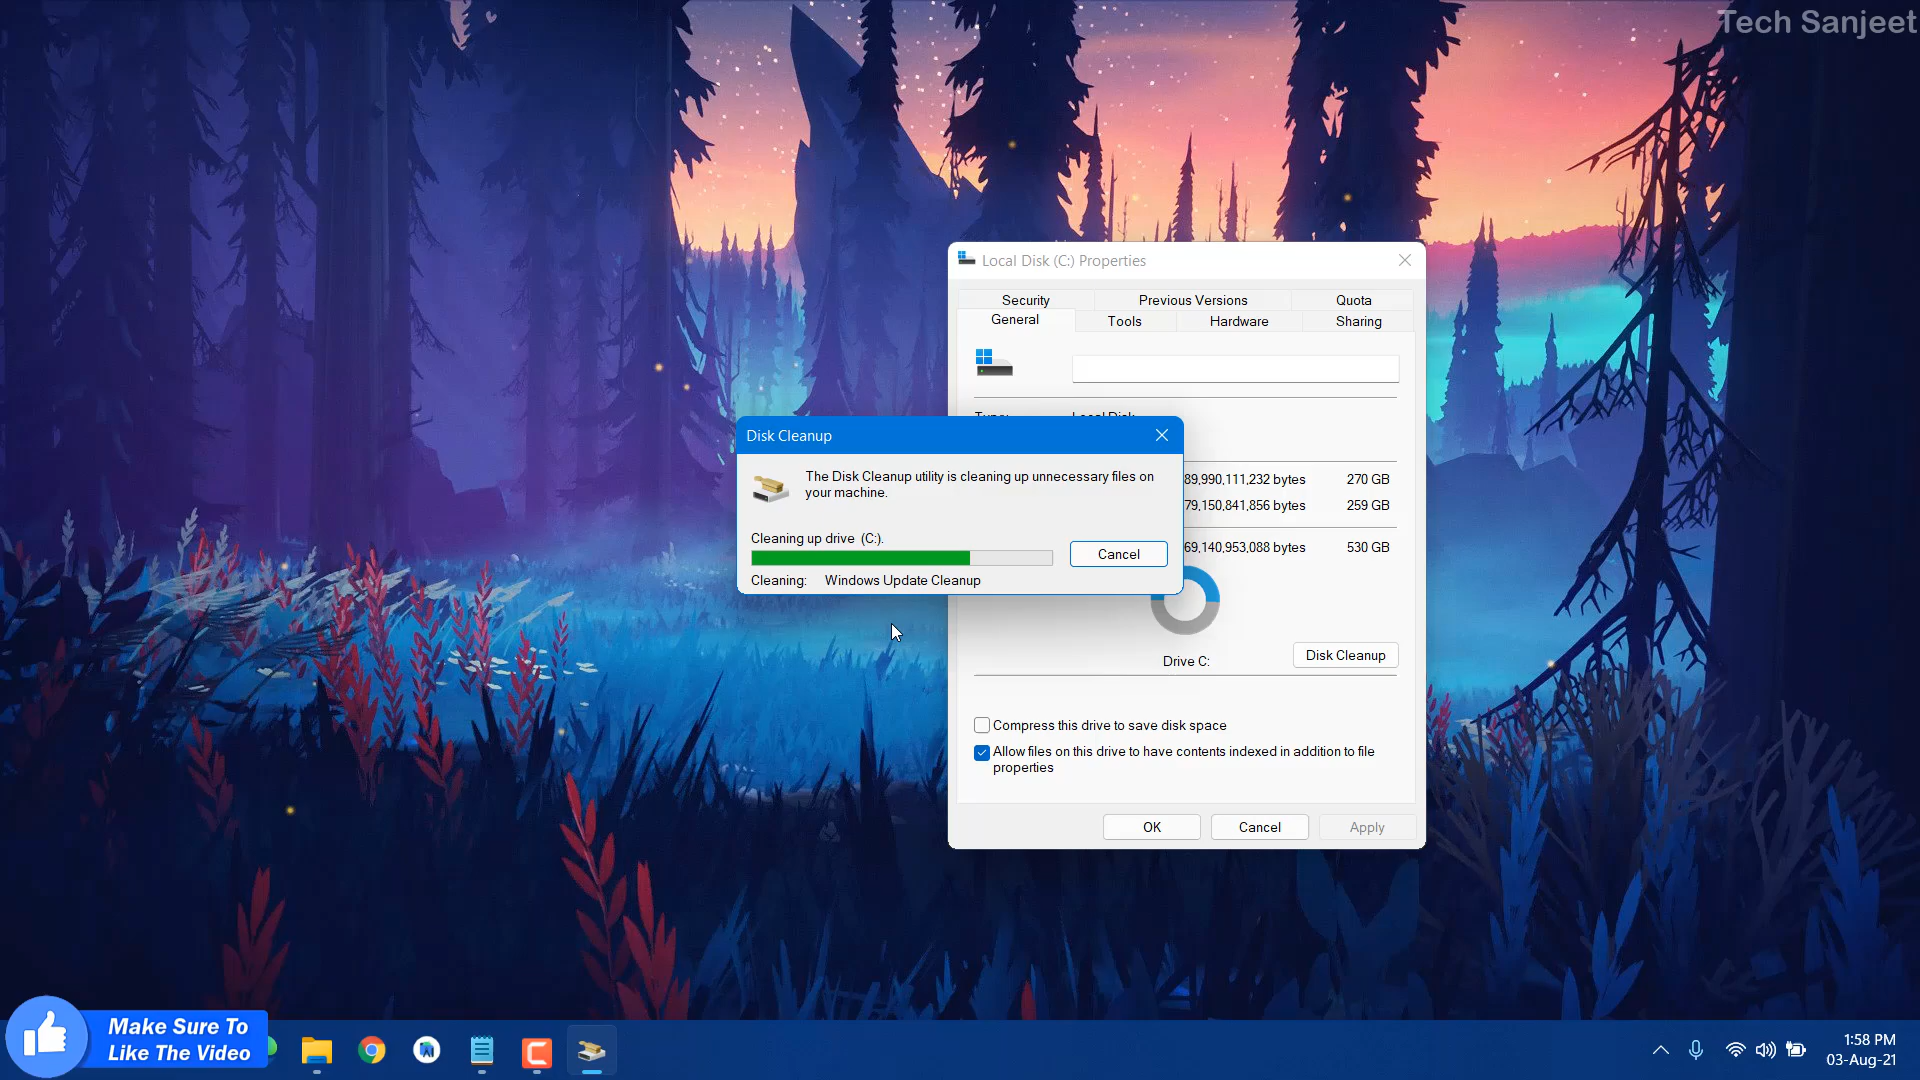 Tech Sanjeet
Local Disk (C:) Properties
Security Previous Versions Quota
General Tools Hardware Sharing
Disk Cleanup
The Disk Cleanup utility is cleaning up unnecessary files on
your machine.
Cleaning up drive (C:).
Cancel
Cleaning: Windows Update Cleanup
89,990,111,232 bytes 270 GB
79,150,841,856 bytes 259 GB
69,140,953,088 bytes 530 GB
Drive C:
Disk Cleanup
Compress this drive to save disk space
Allow files on this drive to have contents indexed in addition to file
properties
OK Cancel Apply
Make Sure To
Like The Video
1:58 PM
03-Aug-21